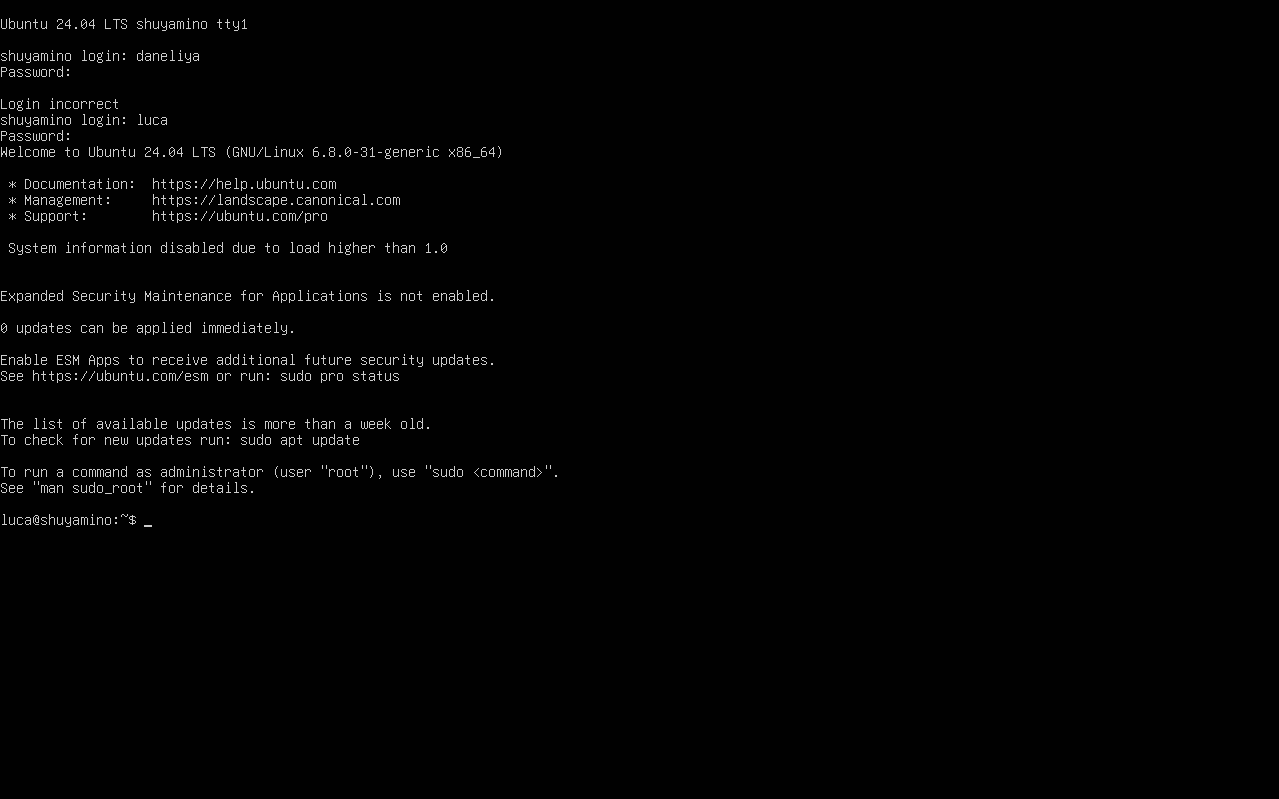 Ubuntu 24.04 LTS shuyamino tty1
shuyamino login: daneliya
Password:
Login incorrect
shuyamino login: luca
Password:
Welcome to Ubuntu 24.04 LTS (GNU/Linux 6.8.0-31-generic x86_64)
* Documentation:  https://help.ubuntu.com
* Management:     https://landscape.canonical.com
* Support:        https://ubuntu.com/pro
System information disabled due to load higher than 1.0
Expanded Security Maintenance for Applications is not enabled.
0 updates can be applied immediately.
Enable ESM Apps to receive additional future security updates.
See https://ubuntu.com/esm or run: sudo pro status
The list of available updates is more than a week old.
To check for new updates run: sudo apt update
To run a command as administrator (user "root"), use "sudo <command>".
See "man sudo_root" for details.
luca@shuyamino:~$ _